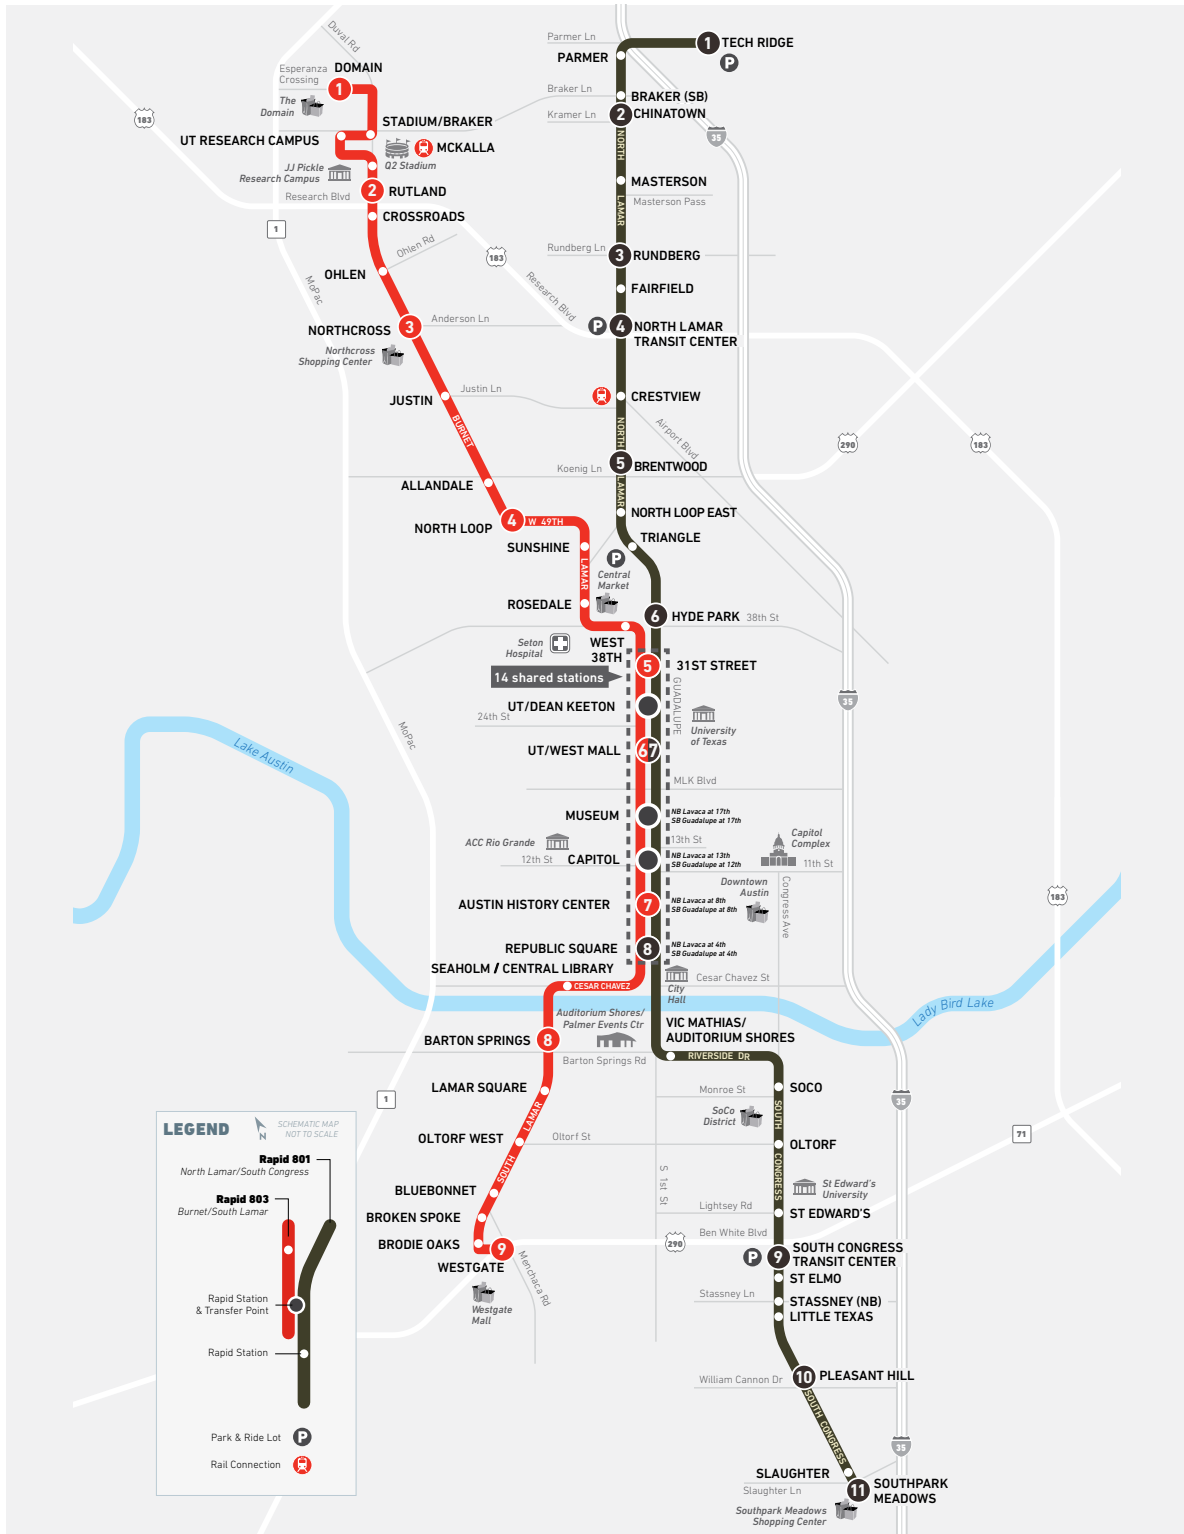 Duval Rd
Parmer Ln
1
TECH RIDGE
PARMER
P
Esperanza
Crossing
DOMAIN
1
The
Domain
Braker Ln
BRAKER (SB)
Kramer Ln
2
CHINATOWN
183
STADIUM/BRAKER
35
UT RESEARCH CAMPUS
MCKALLA
Q2 Stadium
NORTH
JJ Pickle
Research Campus
Research Blvd
2
RUTLAND
MASTERSON
Masterson Pass
LAMAR
CROSSROADS
1
Ohlen Rd
Rundberg Ln
3
RUNDBERG
183
OHLEN
MoPac
Research Blvd
FAIRFIELD
NORTHCROSS
3
Anderson Ln
P
4
NORTH LAMAR
TRANSIT CENTER
Northcross
Shopping Center
JUSTIN
Justin Ln
CRESTVIEW
BURNET
NORTH
Airport Blvd
290
183
Koenig Ln
5
BRENTWOOD
ALLANDALE
LAMAR
NORTH LOOP
4
W 49TH
NORTH LOOP EAST
SUNSHINE
TRIANGLE
P
LAMAR
Central
Market
ROSEDALE
6
HYDE PARK
38th St
Seton
Hospital
WEST
38TH
5
31ST STREET
14 shared stations
GUADALUPE
UT/DEAN KEETON
24th St
35
MoPac
University
of Texas
UT/WEST MALL
67
Lake Austin
MLK Blvd
MUSEUM
NB Lavaca at 17th
SB Guadalupe at 17th
ACC Rio Grande
13th St
Capitol
Complex
12th St
CAPITOL
NB Lavaca at 13th
SB Guadalupe at 12th
11th St
Downtown
Austin
Congress Ave
183
AUSTIN HISTORY CENTER
7
NB Lavaca at 8th
SB Guadalupe at 8th
REPUBLIC SQUARE
8
NB Lavaca at 4th
SB Guadalupe at 4th
SEAHOLM / CENTRAL LIBRARY
CESAR CHAVEZ
Cesar Chavez St
City
Hall
Lady Bird Lake
Auditorium Shores/
Palmer Events Ctr
VIC MATHIAS/
AUDITORIUM SHORES
BARTON SPRINGS
8
Barton Springs Rd
RIVERSIDE DR
LAMAR SQUARE
Monroe St
SOCO
1
35
LAMAR
SoCo
District
SOUTH
71
OLTORF WEST
Oltorf St
OLTORF
SOUTH
S 1st St
CONGRESS
BLUEBONNET
St Edward's
University
BROKEN SPOKE
Lightsey Rd
ST EDWARD'S
Ben White Blvd
BRODIE OAKS
9
290
P
9
SOUTH CONGRESS
TRANSIT CENTER
WESTGATE
Menchaca Rd
ST ELMO
Westgate
Mall
Stassney Ln
STASSNEY (NB)
LITTLE TEXAS
10
PLEASANT HILL
William Cannon Dr
SOUTH CONGRESS
35
SLAUGHTER
Slaughter Ln
11
SOUTHPARK
MEADOWS
Southpark Meadows
Shopping Center
LEGEND
N
SCHEMATIC MAP
NOT TO SCALE
Rapid 801
North Lamar/South Congress
Rapid 803
Burnet/South Lamar
Rapid Station
& Transfer Point
Rapid Station
Park & Ride Lot
P
Rail Connection